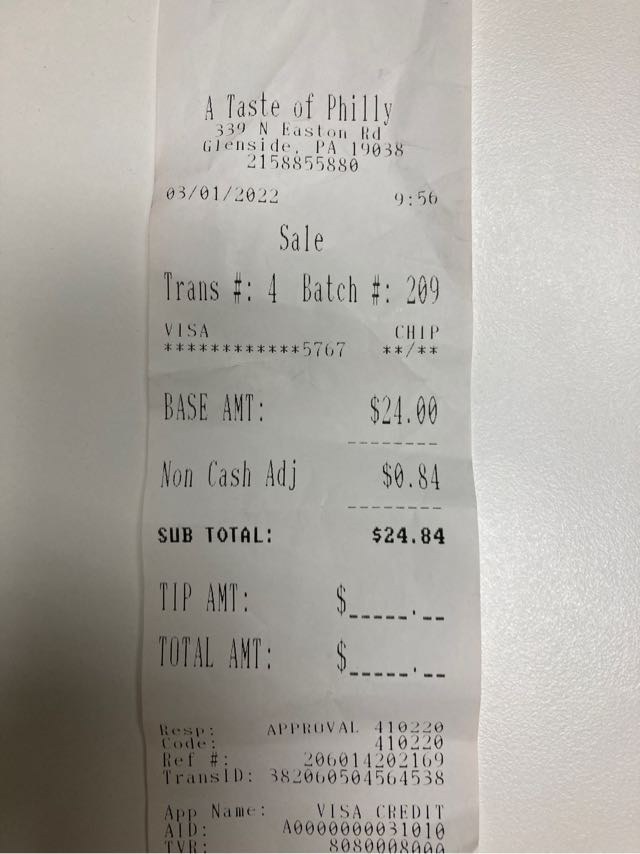 A Taste of Philly
339 N Easton Rd
Glenside, PA 19038
2158855880
03/01/2022 9:56
Sale
Trans #: 4 Batch #: 209
VISA CHIP
************5767 **/**
BASE AMT: $24.00
--------
Non Cash Adj $0.84
--------
SUB TOTAL: $24.84
TIP AMT: $_____.__
TOTAL AMT: $_____.__
Resp: APPROVAL 410220
Code: 410220
Ref #: 206014202169
TransID: 382060504564538
App Name: VISA CREDIT
AID: A0000000031010
TVR: 8080008000